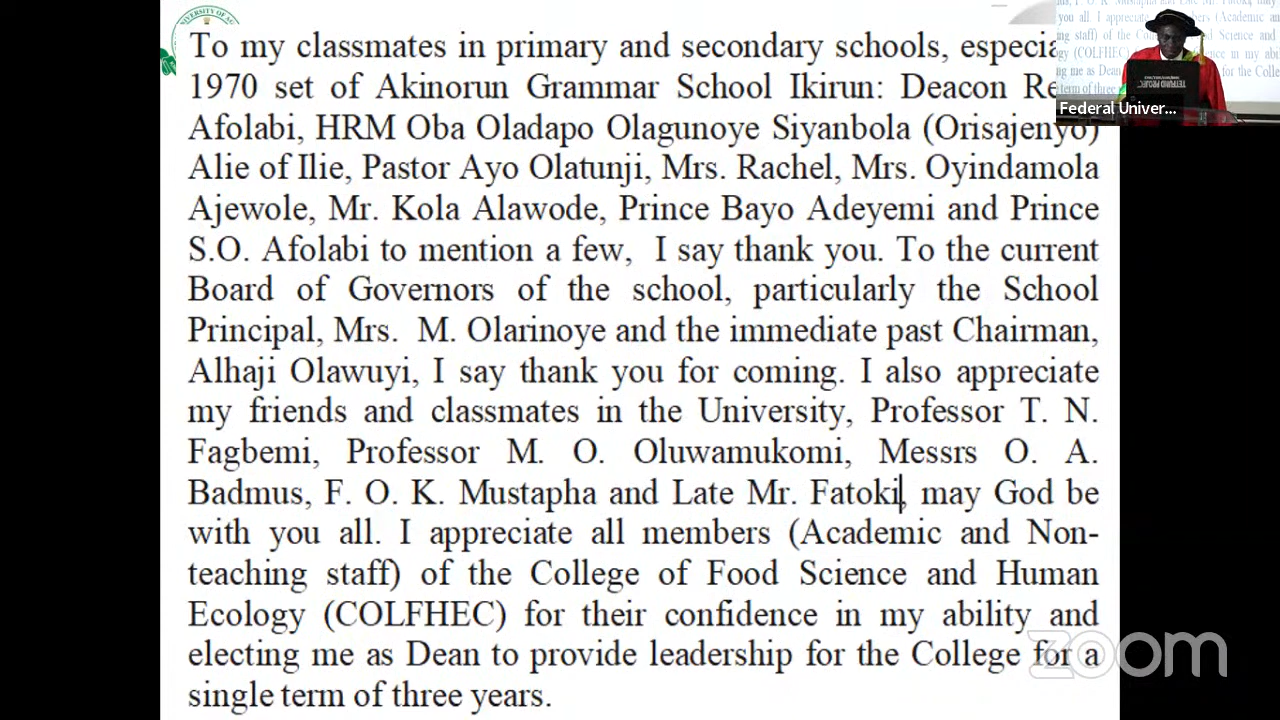 UNIVERSITY OF AG
To my classmates in primary and secondary schools, especia
1970 set of Akinorun Grammar School Ikirun: Deacon Re
Afolabi, HRM Oba Oladapo Olagunoye Siyanbola (Orisajenyo)
Alie of Ilie, Pastor Ayo Olatunji, Mrs. Rachel, Mrs. Oyindamola
Ajewole, Mr. Kola Alawode, Prince Bayo Adeyemi and Prince
S.O. Afolabi to mention a few, I say thank you. To the current
Board of Governors of the school, particularly the School
Principal, Mrs. M. Olarinoye and the immediate past Chairman,
Alhaji Olawuyi, I say thank you for coming. I also appreciate
my friends and classmates in the University, Professor T. N.
Fagbemi, Professor M. O. Oluwamukomi, Messrs O. A.
Badmus, F. O. K. Mustapha and Late Mr. Fatoki, may God be
with you all. I appreciate all members (Academic and Non-
teaching staff) of the College of Food Science and Human
Ecology (COLFHEC) for their confidence in my ability and
electing me as Dean to provide leadership for the College for a
single term of three years.
Federal Univer...
zoom